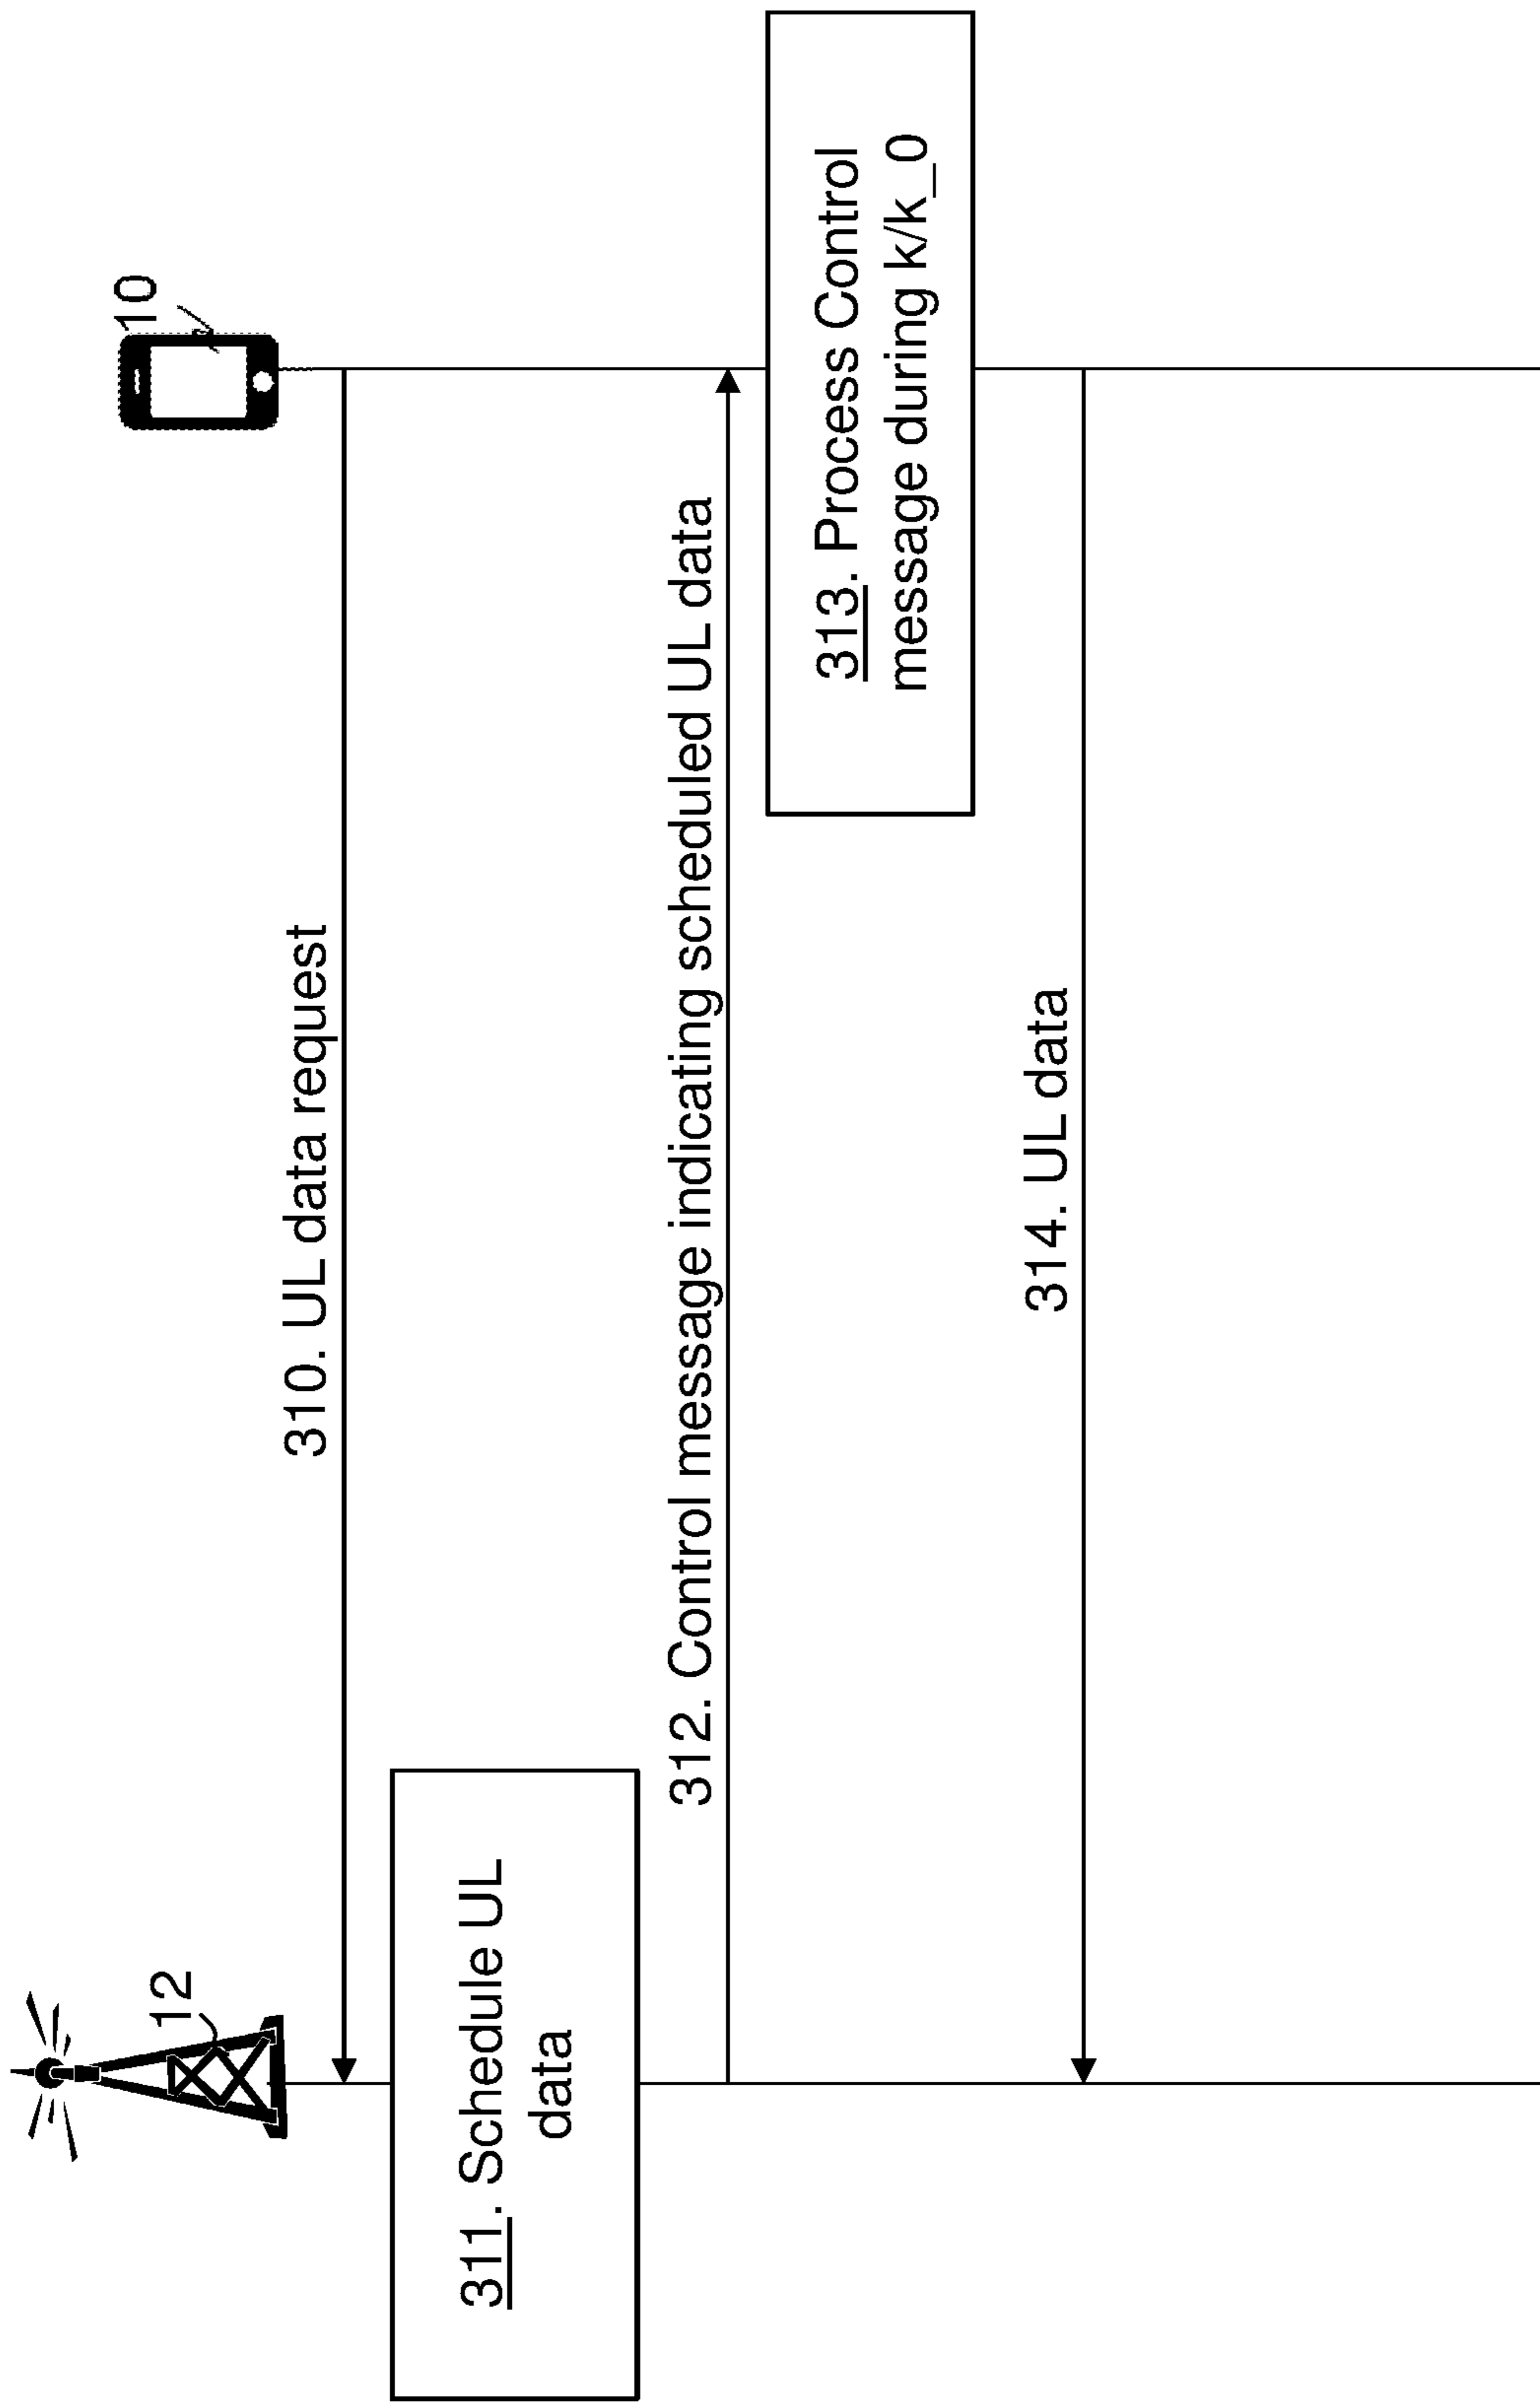 12
10
310. UL data request
311. Schedule UL
data
312. Control message indicating scheduled UL data
313. Process Control
message during k/k_0
314. UL data